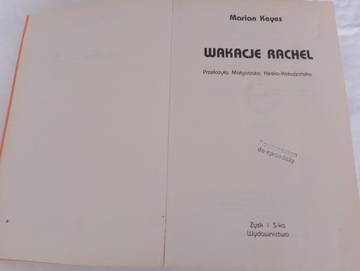 Marian Keyes
WAKACJE RACHEL
Przełożyła Małgorzata Hesko-Kołodzińska
do sprzedaży
Zysk i S-ka
Wydawnictwo